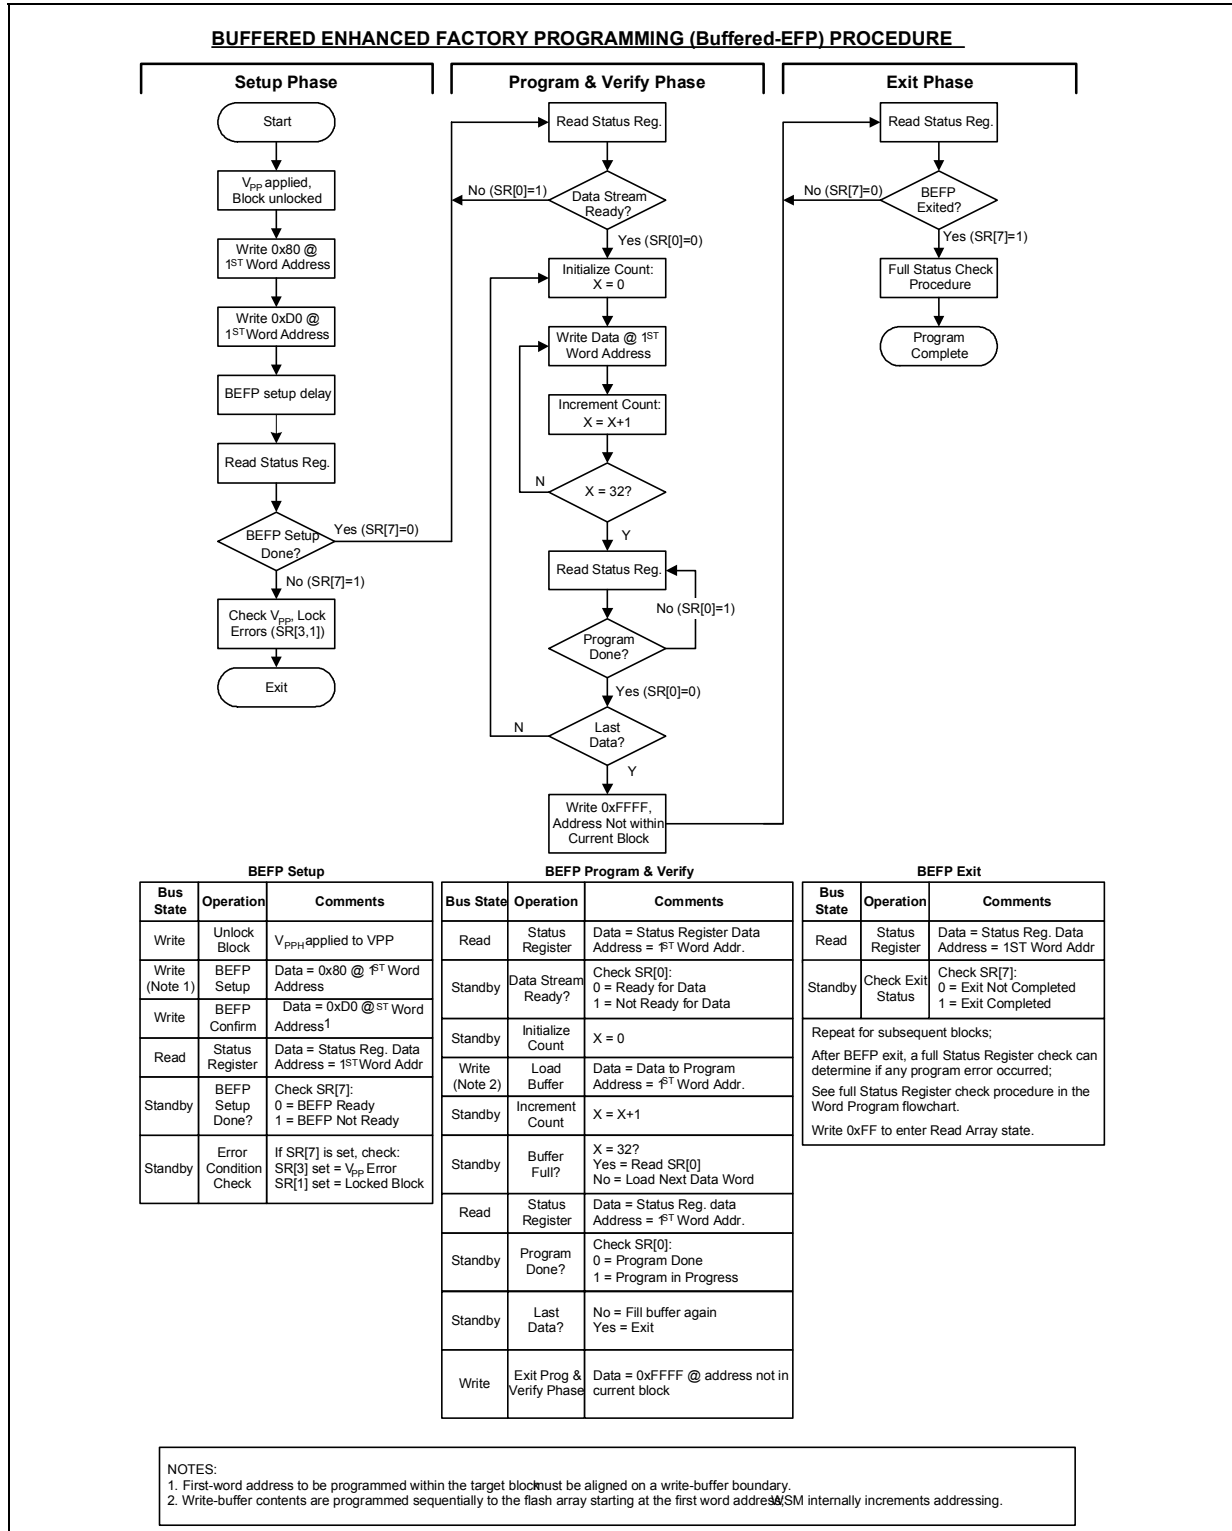 BUFFERED ENHANCED FACTORY PROGRAMMING (Buffered-EFP) PROCEDURE
Setup Phase
Start
VPP applied,
Block unlocked
Write 0x80 @
1ST Word Address
Write 0xD0 @
1ST Word Address
BEFP setup delay
Read Status Reg.
BEFP Setup
Done?
Yes (SR[7]=0)
No (SR[7]=1)
Check VPP, Lock
Errors (SR[3,1])
Exit
Program & Verify Phase
Read Status Reg.
No (SR[0]=1)
Data Stream
Ready?
Yes (SR[0]=0)
Initialize Count:
X = 0
Write Data @ 1ST
Word Address
Increment Count:
X = X+1
N
X = 32?
Y
Read Status Reg.
No (SR[0]=1)
Program
Done?
Yes (SR[0]=0)
N
Last
Data?
Y
Write 0xFFFF,
Address Not within
Current Block
Exit Phase
Read Status Reg.
No (SR[7]=0)
BEFP
Exited?
Yes (SR[7]=1)
Full Status Check
Procedure
Program
Complete
BEFP Setup
Bus State Operation Comments
Write Unlock Block VPPH applied to VPP
Write (Note 1) BEFP Setup Data = 0x80 @ 1ST Word Address
Write BEFP Confirm Data = 0xD0 @ ST Word Address1
Read Status Register Data = Status Reg. Data
Address = 1ST Word Addr
Standby BEFP Setup Done? Check SR[7]:
0 = BEFP Ready
1 = BEFP Not Ready
Standby Error Condition Check If SR[7] is set, check:
SR[3] set = VPP Error
SR[1] set = Locked Block
BEFP Program & Verify
Bus State Operation Comments
Read Status Register Data = Status Register Data
Address = 1ST Word Addr.
Standby Data Stream Ready? Check SR[0]:
0 = Ready for Data
1 = Not Ready for Data
Standby Initialize Count X = 0
Write (Note 2) Load Buffer Data = Data to Program
Address = 1ST Word Addr.
Standby Increment Count X = X+1
Standby Buffer Full? X = 32?
Yes = Read SR[0]
No = Load Next Data Word
Read Status Register Data = Status Reg. data
Address = 1ST Word Addr.
Standby Program Done? Check SR[0]:
0 = Program Done
1 = Program in Progress
Standby Last Data? No = Fill buffer again
Yes = Exit
Write Exit Prog & Verify Phase Data = 0xFFFF @ address not in
current block
BEFP Exit
Bus State Operation Comments
Read Status Register Data = Status Reg. Data
Address = 1ST Word Addr
Standby Check Exit Status Check SR[7]:
0 = Exit Not Completed
1 = Exit Completed
Repeat for subsequent blocks;
After BEFP exit, a full Status Register check can
determine if any program error occurred;
See full Status Register check procedure in the
Word Program flowchart.
Write 0xFF to enter Read Array state.
NOTES:
1. First-word address to be programmed within the target block must be aligned on a write-buffer boundary.
2. Write-buffer contents are programmed sequentially to the flash array starting at the first word address; WSM internally increments addressing.